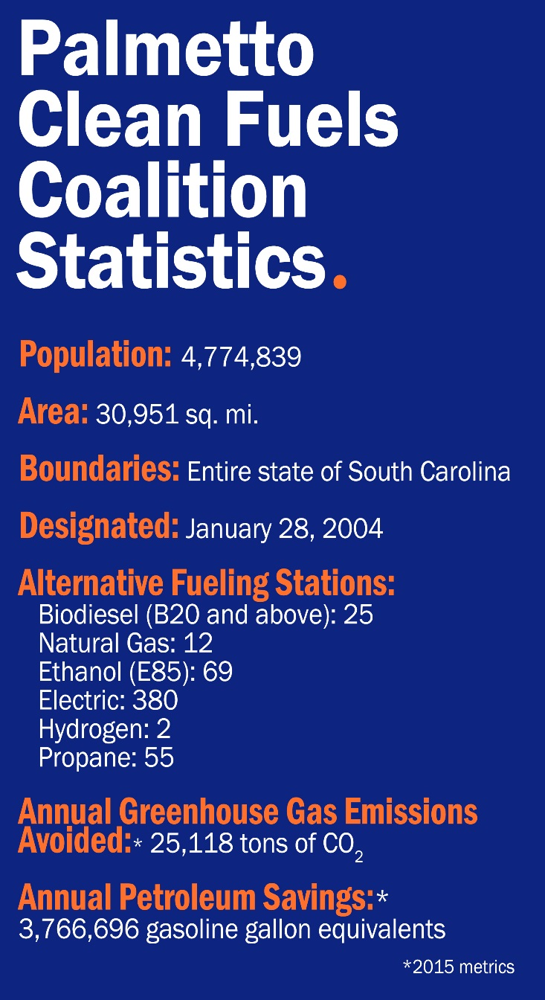 Palmetto
Clean Fuels
Coalition
Statistics.
Population: 4,774,839
Area: 30,951 sq. mi.
Boundaries: Entire state of South Carolina
Designated: January 28, 2004
Alternative Fueling Stations:
Biodiesel (B20 and above): 25
Natural Gas: 12
Ethanol (E85): 69
Electric: 380
Hydrogen: 2
Propane: 55
Annual Greenhouse Gas Emissions
Avoided:* 25,118 tons of CO₂
Annual Petroleum Savings:*
3,766,696 gasoline gallon equivalents
*2015 metrics